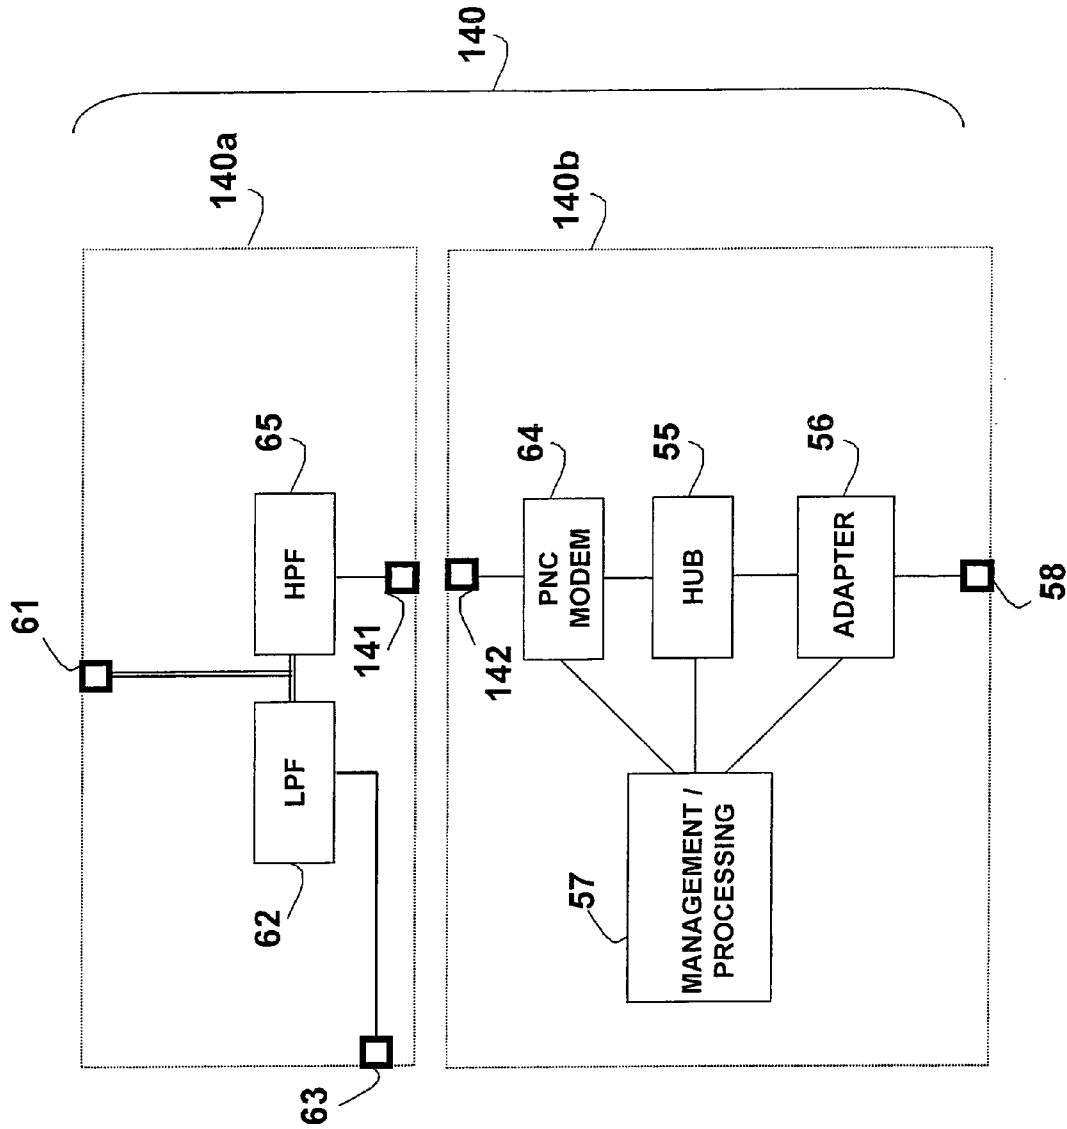 140
140a
140b
61
65
HPF
LPF
62
63
141
142
64
PNC
MODEM
55
HUB
56
ADAPTER
57
MANAGEMENT /
PROCESSING
58